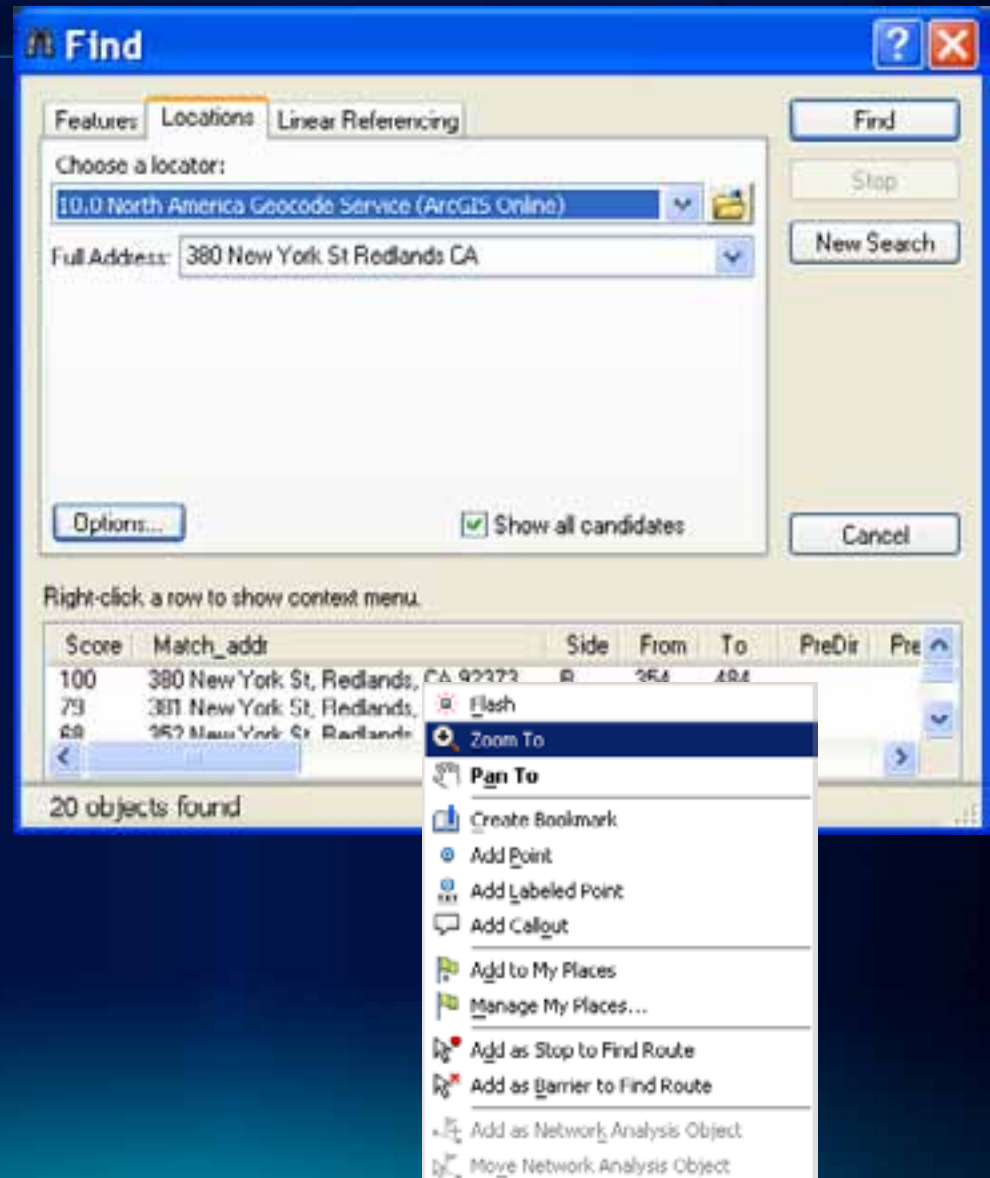 Find
Features Locations Linear Referencing
Find
Choose a locator:
Stop
10.0 North America Geocode Service (ArcGIS Online)
New Search
Full Address: 380 New York St Redlands CA
Options... Show all candidates
Cancel
Right-click a row to show context menu.
Score Match_addr Side From To PreDir Pre
100 380 New York St, Redlands, CA 92373 R 354 484
79 381 New York St, Redlands,
68 352 New York St, Redlands
20 objects found
Flash
Zoom To
Pan To
Create Bookmark
Add Point
Add Labeled Point
Add Callout
Add to My Places
Manage My Places...
Add as Stop to Find Route
Add as Barrier to Find Route
Add as Network Analysis Object
Move Network Analysis Object